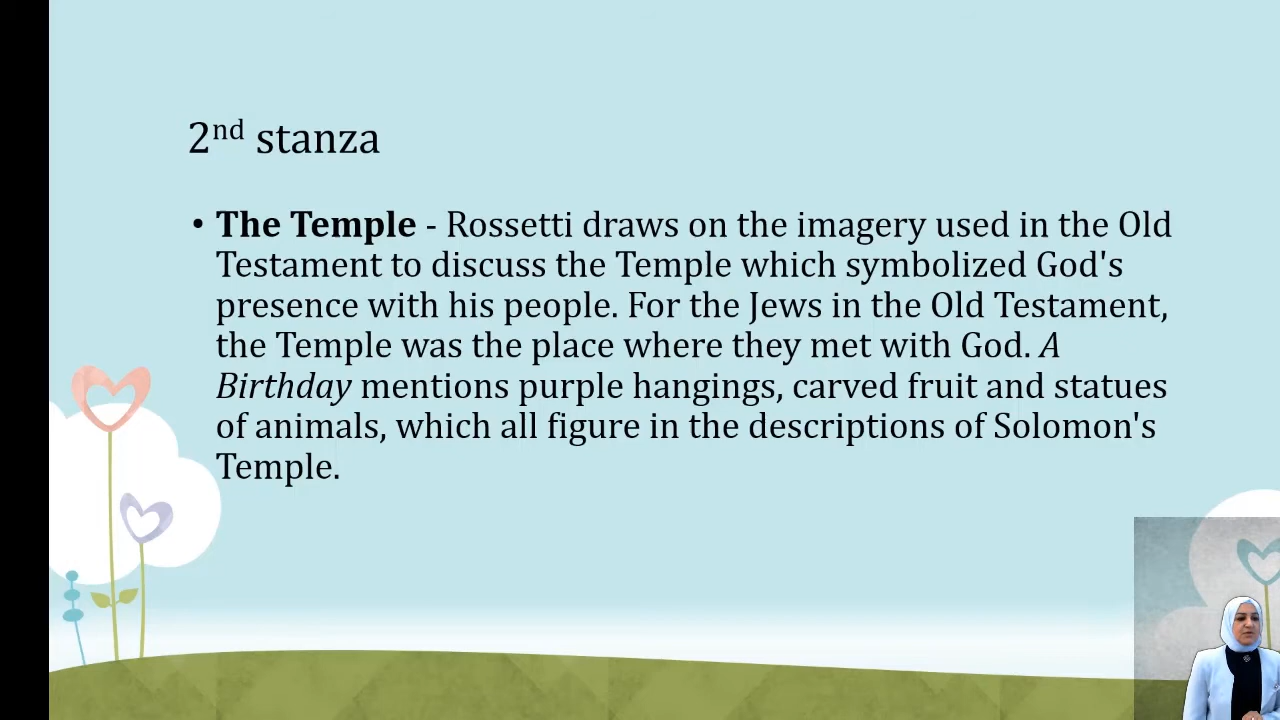 2nd stanza
• The Temple - Rossetti draws on the imagery used in the Old
Testament to discuss the Temple which symbolized God's
presence with his people. For the Jews in the Old Testament,
the Temple was the place where they met with God. A
Birthday mentions purple hangings, carved fruit and statues
of animals, which all figure in the descriptions of Solomon's
Temple.